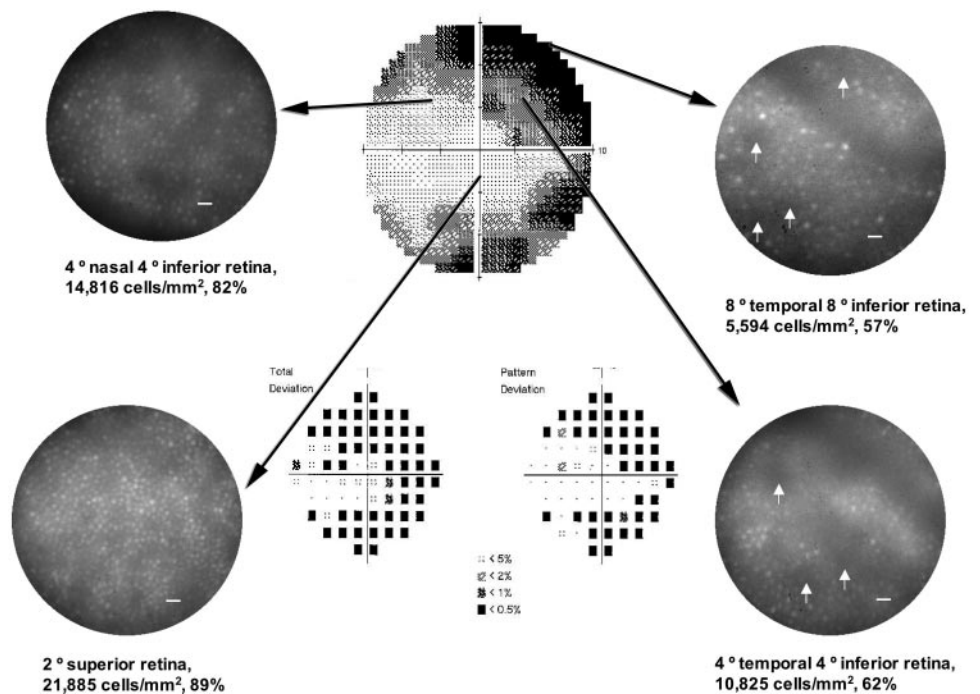 10
4 º nasal 4 º inferior retina,
14,816 cells/mm², 82%
8 º temporal 8 º inferior retina,
5,594 cells/mm², 57%
Total
Deviation
Pattern
Deviation
< 5%
< 2%
< 1%
< 0.5%
2 º superior retina,
21,885 cells/mm², 89%
4 º temporal 4 º inferior retina,
10,825 cells/mm², 62%